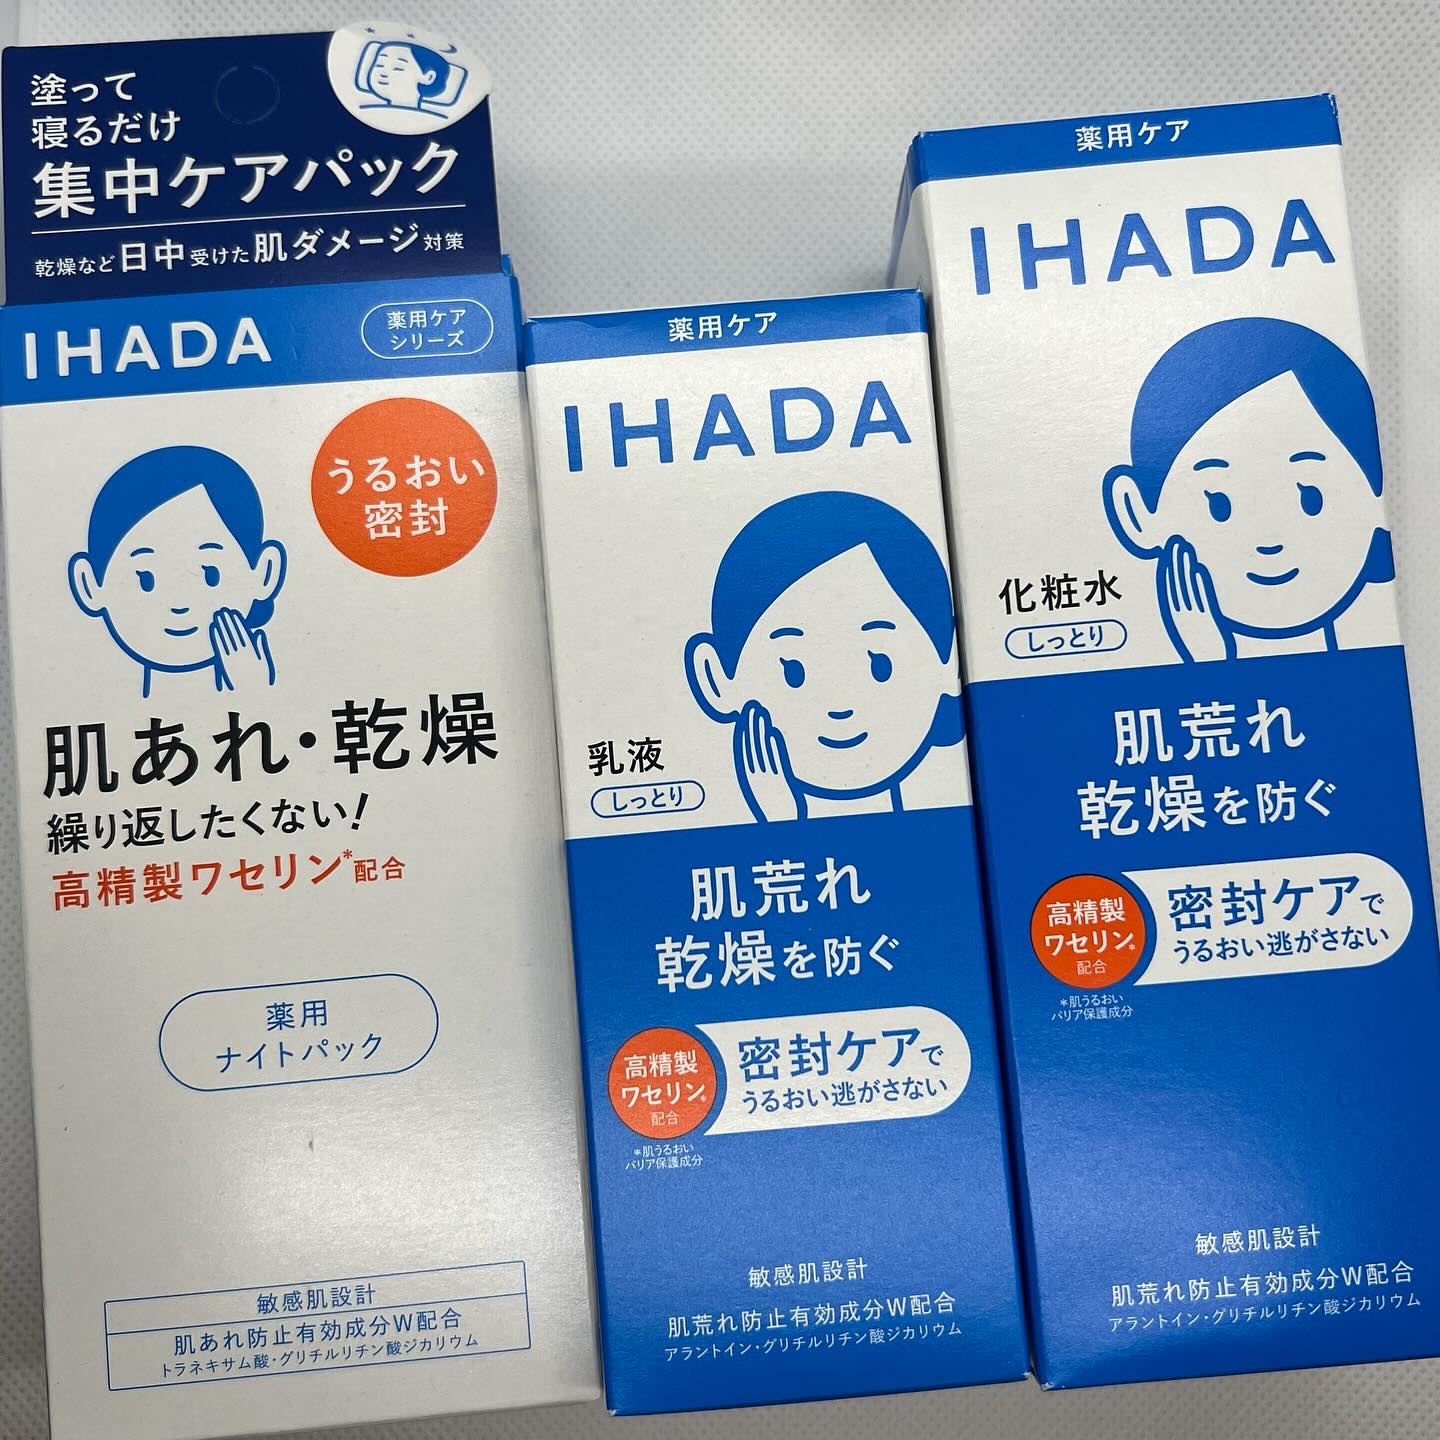 塗って
寝るだけ
集中ケアパック
乾燥など日中受けた肌ダメージ対策
IHADA
薬用ケア
シリーズ
うるおい
密封
肌あれ・乾燥
繰り返したくない!
高精製ワセリン*配合
薬用
ナイトパック
敏感肌設計
肌あれ防止有効成分W配合
トラネキサム酸・グリチルリチン酸ジカリウム
薬用ケア
IHADA
乳液
しっとり
肌荒れ
乾燥を防ぐ
高精製
ワセリン*
配合
*肌うるおい
バリア保護成分
密封ケアで
うるおい逃がさない
敏感肌設計
肌荒れ防止有効成分W配合
アラントイン・グリチルリチン酸ジカリウム
薬用ケア
IHADA
化粧水
しっとり
肌荒れ
乾燥を防ぐ
高精製
ワセリン*
配合
*肌うるおい
バリア保護成分
密封ケアで
うるおい逃がさない
敏感肌設計
肌荒れ防止有効成分W配合
アラントイン・グリチルリチン酸ジカリウム